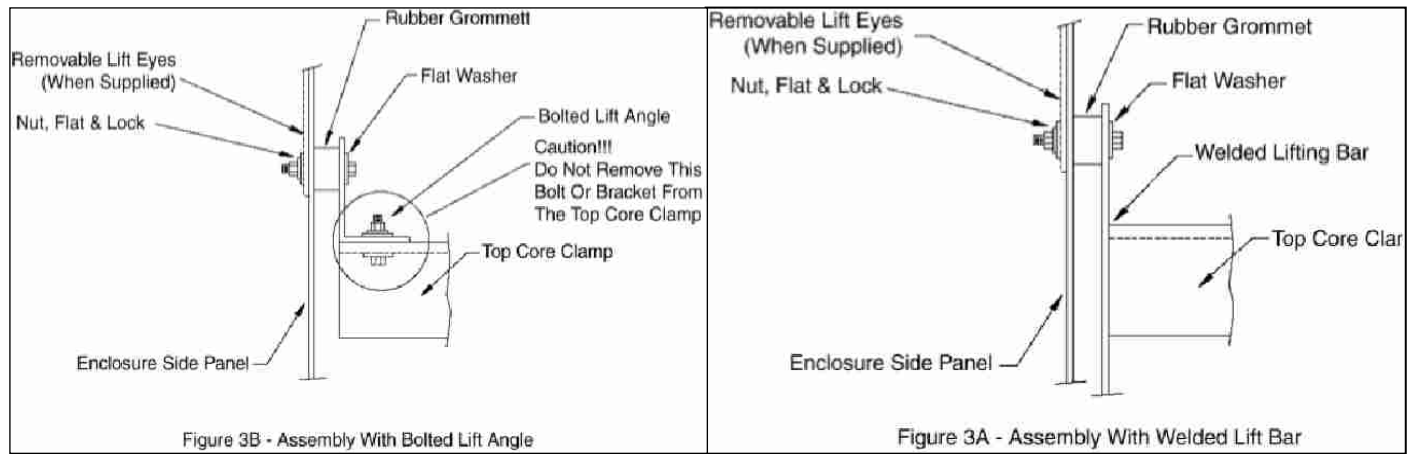 Rubber Grommett
Removable Lift Eyes
(When Supplied)
Flat Washer
Nut, Flat & Lock
Bolted Lift Angle
Caution!!!
Do Not Remove This
Bolt Or Bracket From
The Top Core Clamp
Top Core Clamp
Enclosure Side Panel
Figure 3B - Assembly With Bolted Lift Angle
Removable Lift Eyes
(When Supplied)
Rubber Grommet
Nut, Flat & Lock
Flat Washer
Welded Lifting Bar
Top Core Clar
Enclosure Side Panel
Figure 3A - Assembly With Welded Lift Bar